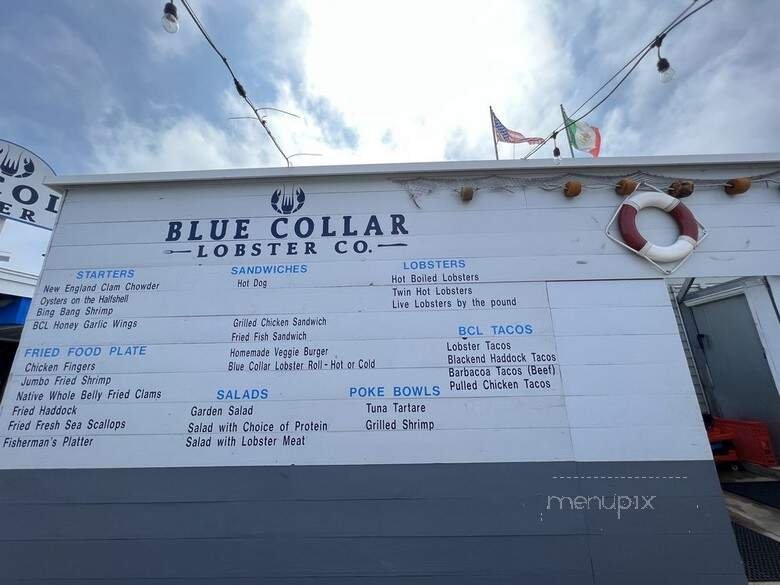 BLUE COLLAR
LOBSTER CO.
STARTERS
New England Clam Chowder
Oysters on the Halfshell
Bing Bang Shrimp
BCL Honey Garlic Wings
FRIED FOOD PLATE
Chicken Fingers
Jumbo Fried Shrimp
Native Whole Belly Fried Clams
Fried Haddock
Fried Fresh Sea Scallops
Fisherman's Platter
SANDWICHES
Hot Dog
Grilled Chicken Sandwich
Fried Fish Sandwich
Homemade Veggie Burger
Blue Collar Lobster Roll - Hot or Cold
SALADS
Garden Salad
Salad with Choice of Protein
Salad with Lobster Meat
LOBSTERS
Hot Boiled Lobsters
Twin Hot Lobsters
Live Lobsters by the pound
BCL TACOS
Lobster Tacos
Blackend Haddock Tacos
Barbacoa Tacos (Beef)
Pulled Chicken Tacos
POKE BOWLS
Tuna Tartare
Grilled Shrimp
menupix